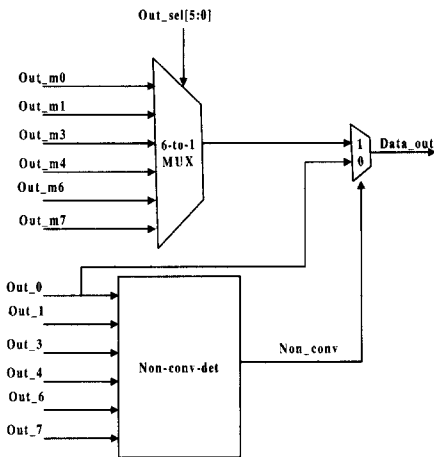 Out_sel[5:0]
Out_m0
Out_m1
Out_m3
Out_m4
Out_m6
Out_m7
6-to-1
MUX
1
0
Data_out
Out_0
Out_1
Out_3
Out_4
Out_6
Out_7
Non-conv-det
Non_conv